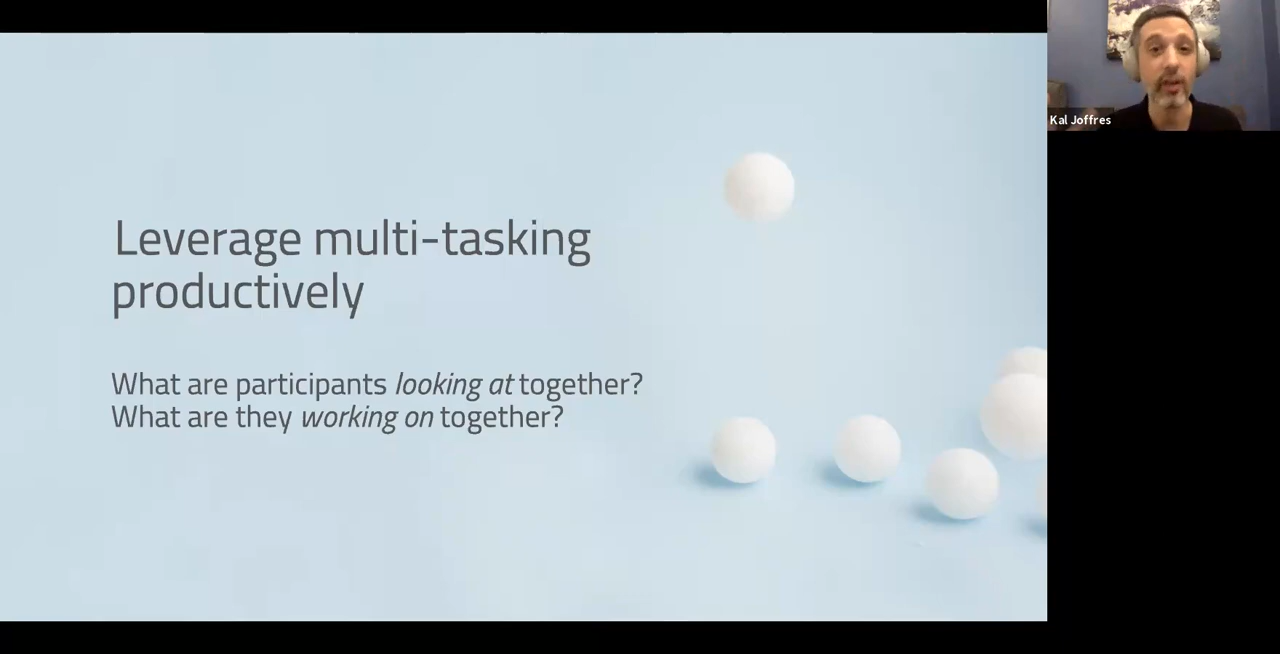 Leverage multi-tasking
productively
What are participants looking at together?
What are they working on together?
Kal Joffres